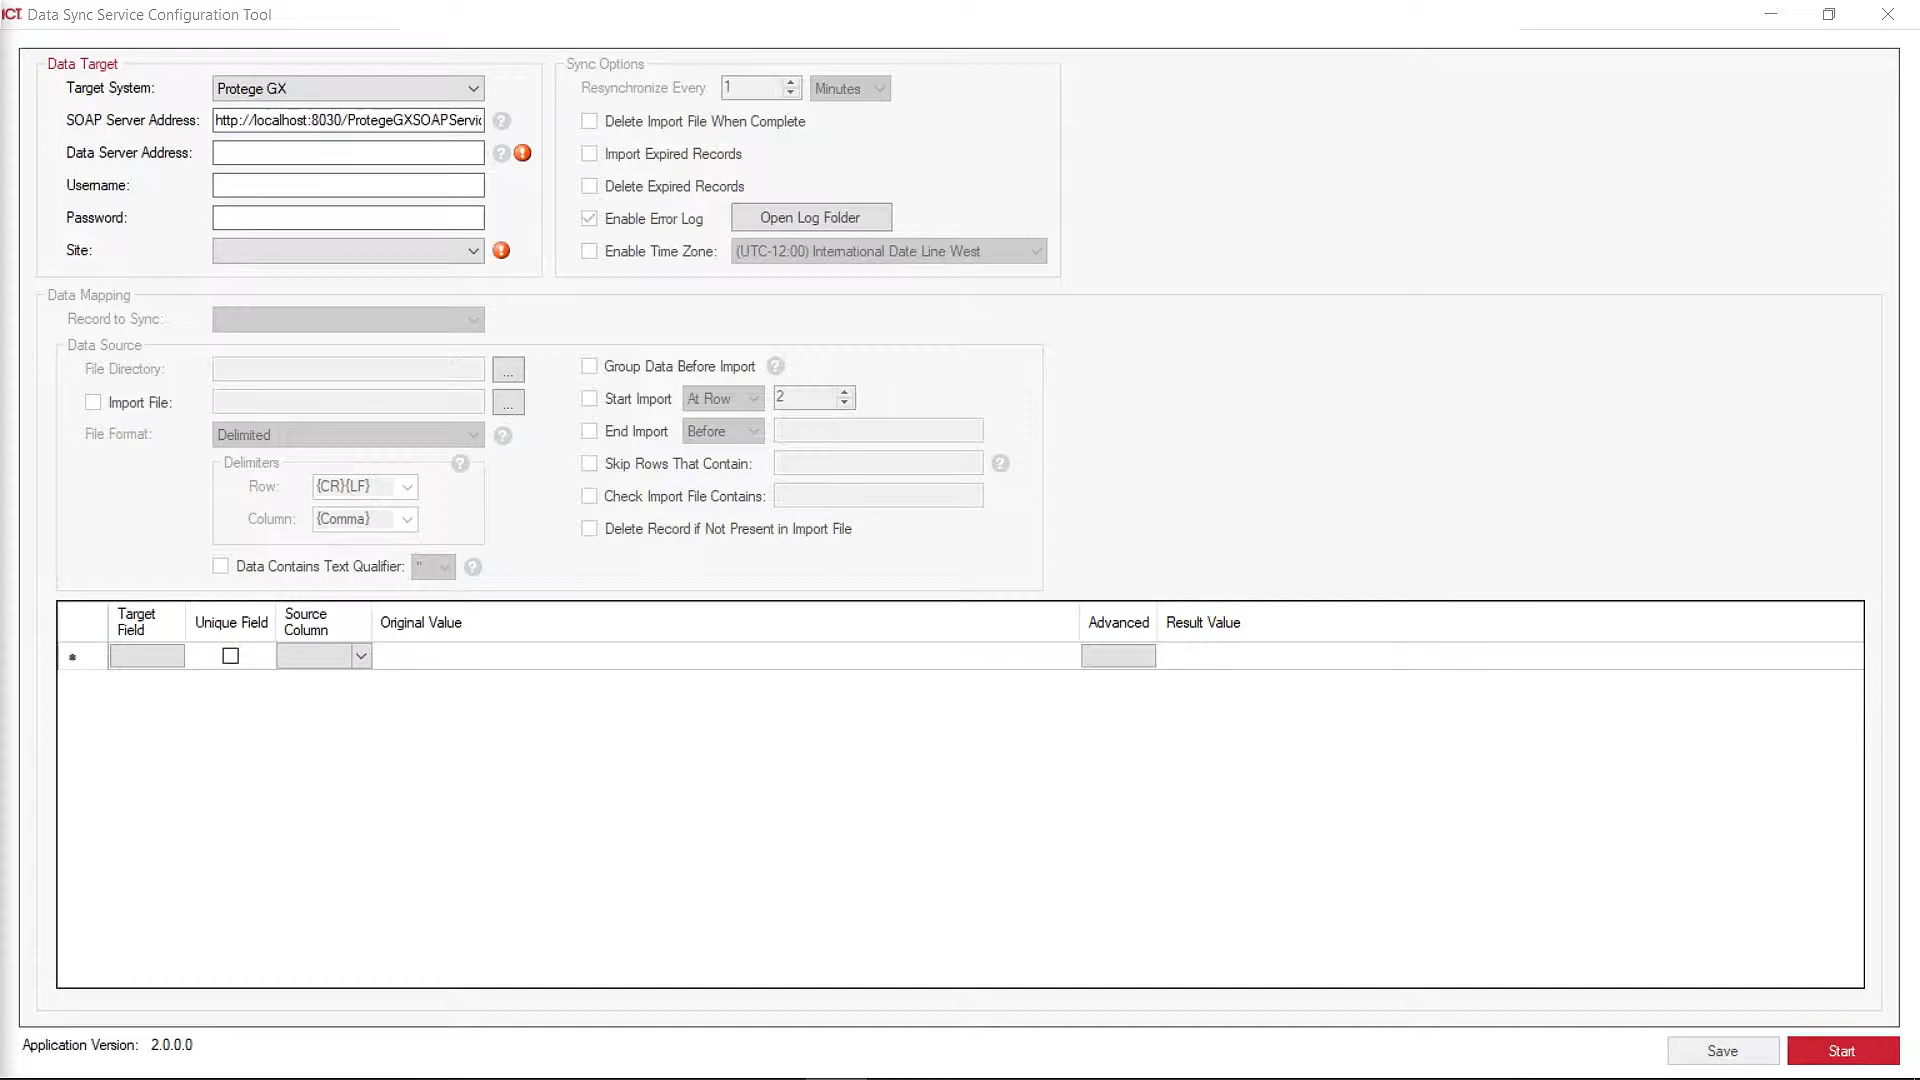 ICT Data Sync Service Configuration Tool
Data Target
Target System: Protege GX
SOAP Server Address: http://localhost:8030/ProtegeGXSOAPServic
Data Server Address:
Username:
Password:
Site:
Sync Options
Resynchronize Every 1 Minutes
Delete Import File When Complete
Import Expired Records
Delete Expired Records
Enable Error Log Open Log Folder
Enable Time Zone: (UTC-12:00) International Date Line West
Data Mapping
Record to Sync:
Data Source
File Directory: ...
Import File: ...
File Format: Delimited
Delimiters
Row: {CR}{LF}
Column: {Comma}
Data Contains Text Qualifier: "
Group Data Before Import
Start Import At Row 2
End Import Before
Skip Rows That Contain:
Check Import File Contains:
Delete Record if Not Present in Import File
Target Field Unique Field Source Column Original Value Advanced Result Value
Application Version: 2.0.0.0
Save Start